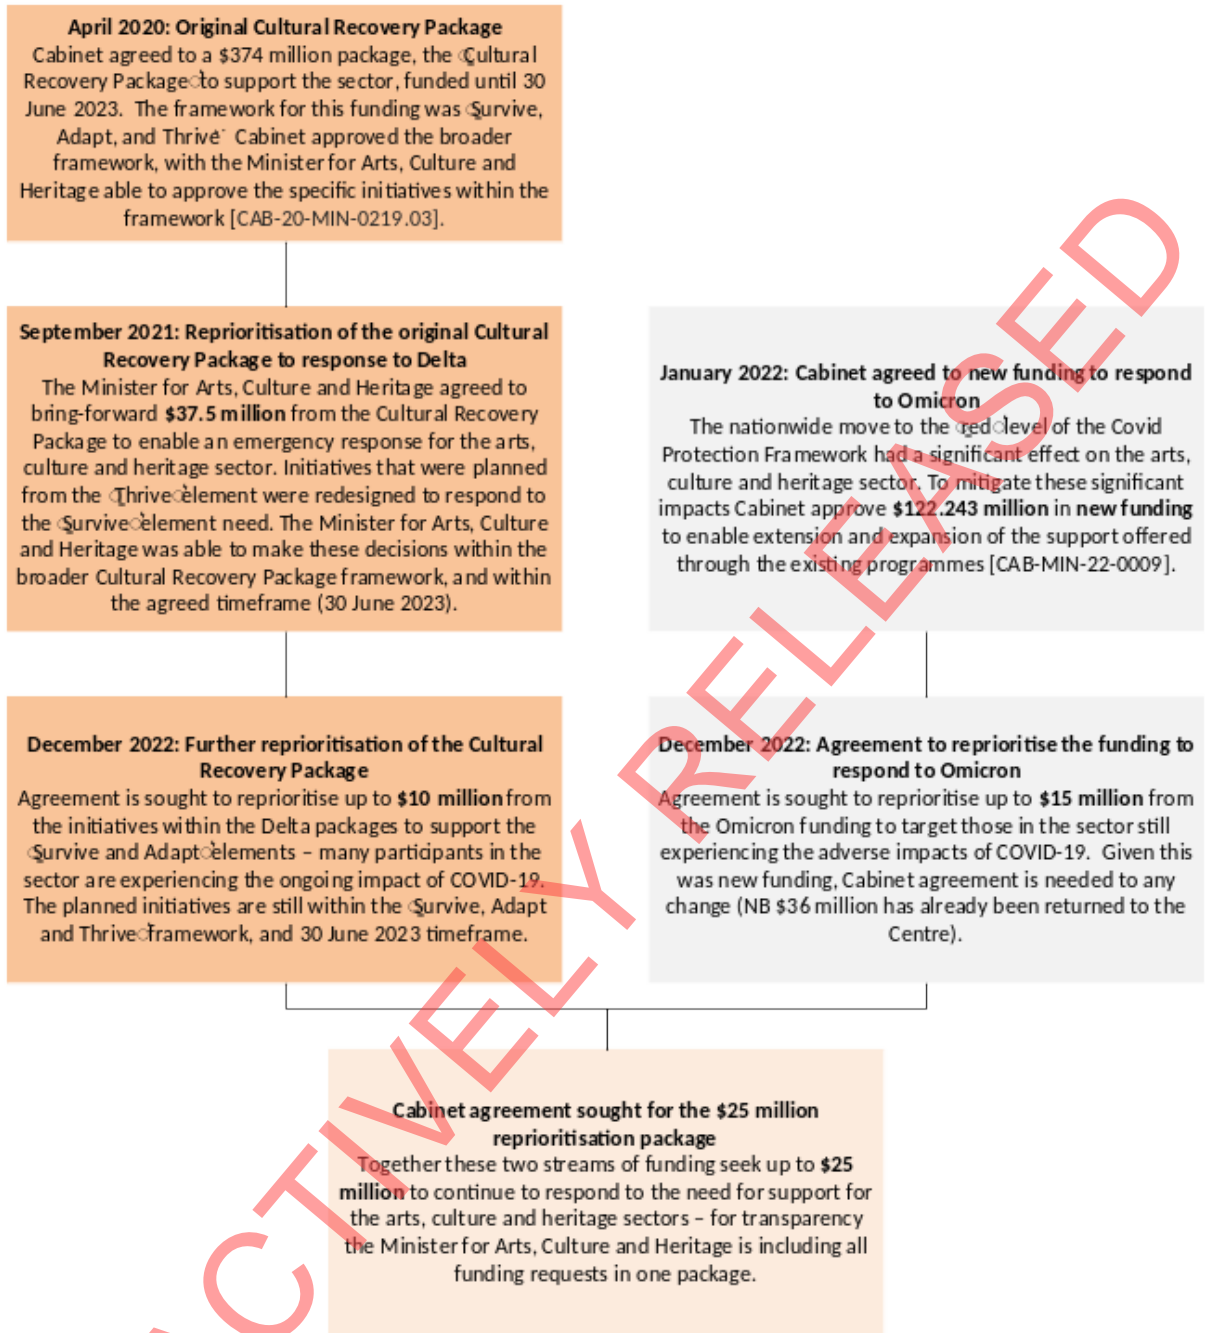 April 2020: Original Cultural Recovery Package
Cabinet agreed to a $374 million package, the Cultural
Recovery Package to support the sector, funded until 30
June 2023. The framework for this funding was Survive,
Adapt, and Thrive Cabinet approved the broader
framework, with the Minister for Arts, Culture and
Heritage able to approve the specific initiatives within the
framework [CAB-20-MIN-0219.03].
September 2021: Reprioritisation of the original Cultural
Recovery Package to response to Delta
The Minister for Arts, Culture and Heritage agreed to
bring-forward $37.5 million from the Cultural Recovery
Package to enable an emergency response for the arts,
culture and heritage sector. Initiatives that were planned
from the Thrive element were redesigned to respond to
the Survive element need. The Minister for Arts, Culture
and Heritage was able to make these decisions within the
broader Cultural Recovery Package framework, and within
the agreed timeframe (30 June 2023).
January 2022: Cabinet agreed to new funding to respond
to Omicron
The nationwide move to the red level of the Covid
Protection Framework had a significant effect on the arts,
culture and heritage sector. To mitigate these significant
impacts Cabinet approve $122.243 million in new funding
to enable extension and expansion of the support offered
through the existing programmes [CAB-MIN-22-0009].
December 2022: Further reprioritisation of the Cultural
Recovery Package
Agreement is sought to reprioritise up to $10 million from
the initiatives within the Delta packages to support the
Survive and Adapt elements – many participants in the
sector are experiencing the ongoing impact of COVID-19.
The planned initiatives are still within the Survive, Adapt
and Thrive framework, and 30 June 2023 timeframe.
December 2022: Agreement to reprioritise the funding to
respond to Omicron
Agreement is sought to reprioritise up to $15 million from
the Omicron funding to target those in the sector still
experiencing the adverse impacts of COVID-19. Given this
was new funding, Cabinet agreement is needed to any
change (NB $36 million has already been returned to the
Centre).
Cabinet agreement sought for the $25 million
reprioritisation package
Together these two streams of funding seek up to $25
million to continue to respond to the need for support for
the arts, culture and heritage sectors – for transparency
the Minister for Arts, Culture and Heritage is including all
funding requests in one package.
ACTIVELY RELEASED